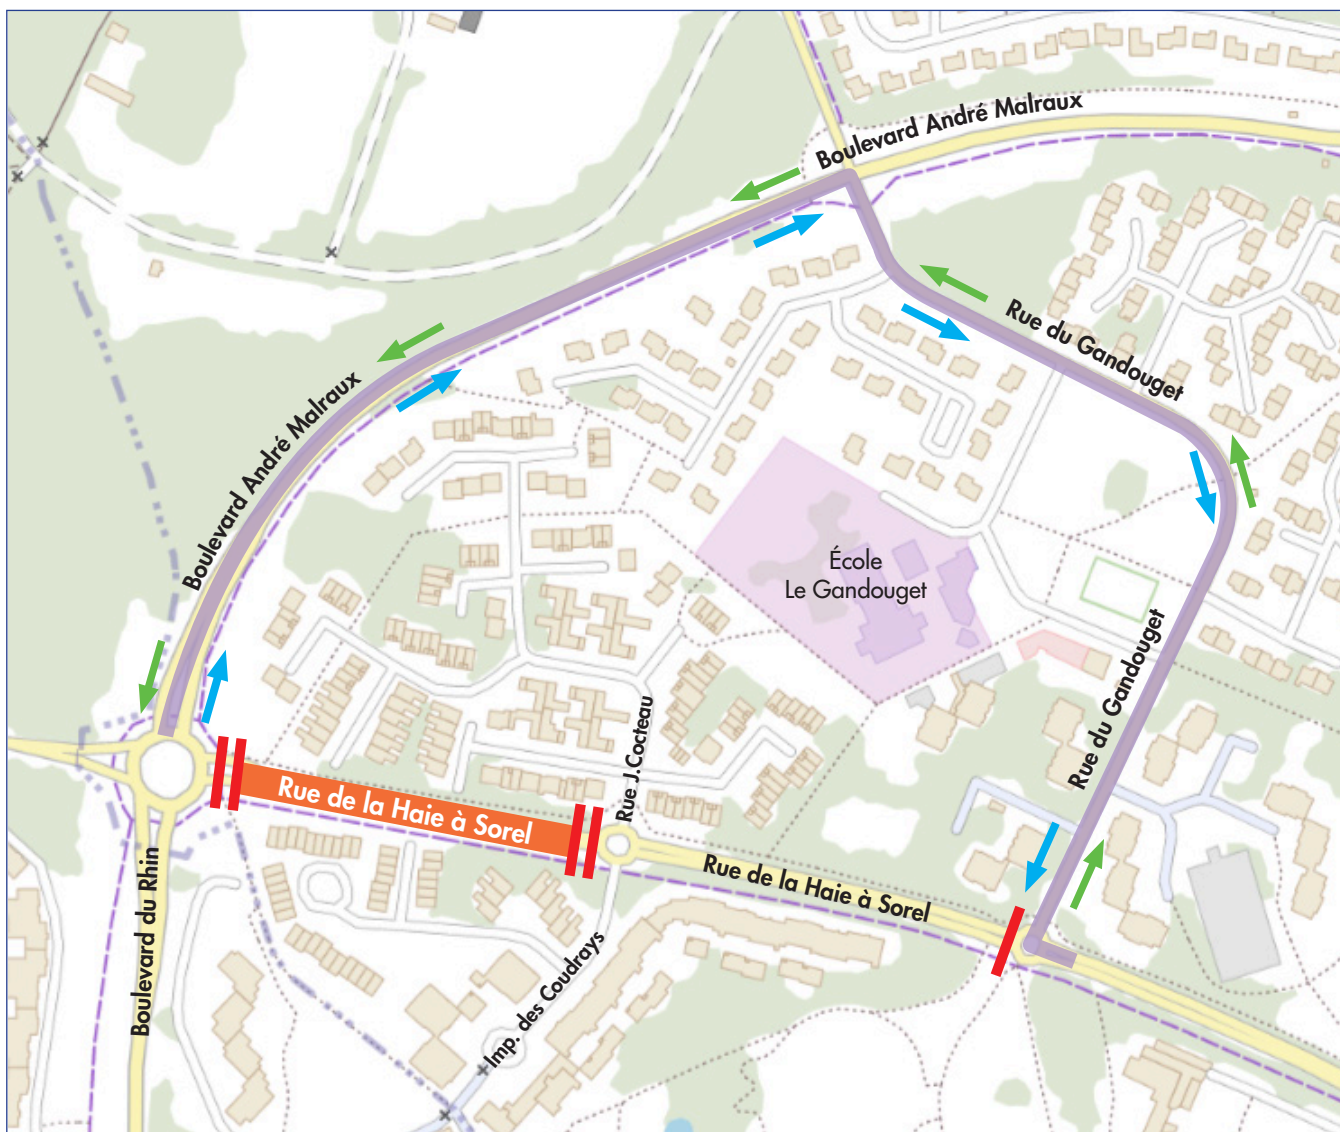 Boulevard André Malraux
Rue du Gandouget
Boulevard André Malraux
École
Le Gandouget
Rue du Gandouget
Rue J.Cocteau
Rue de la Haie à Sorel
Rue de la Haie à Sorel
Boulevard du Rhin
Imp. des Coudrays